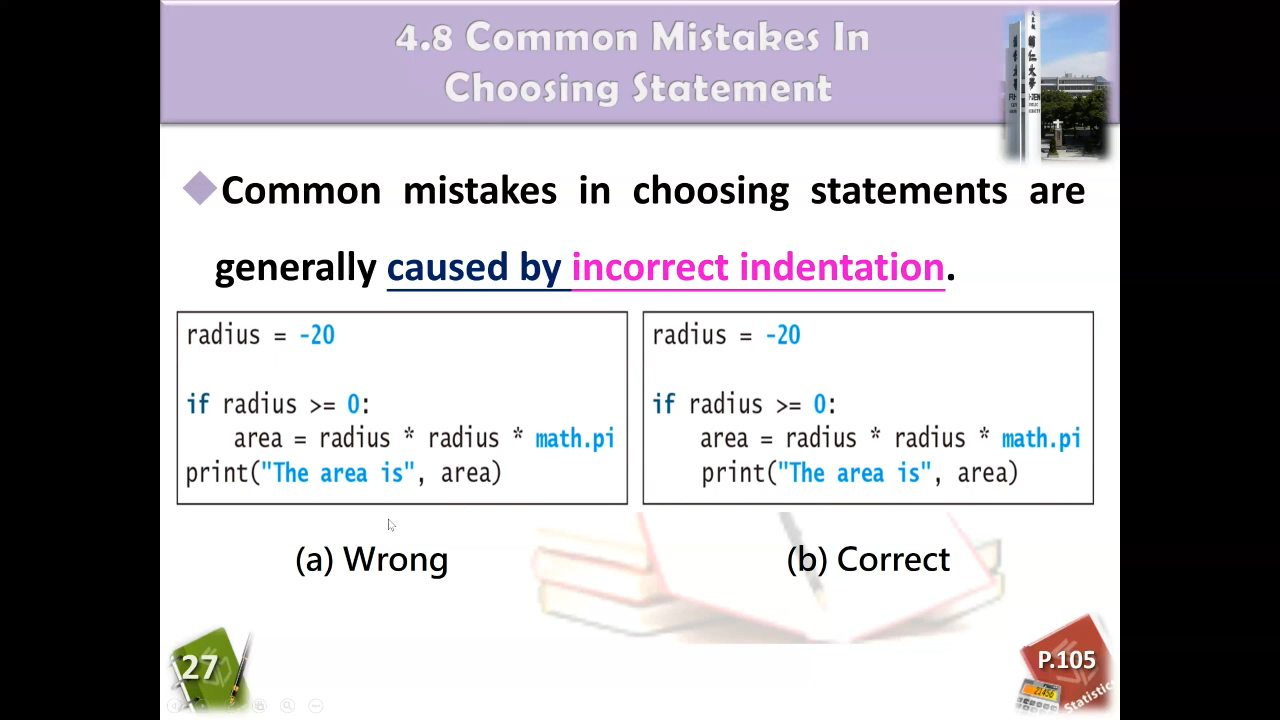 4.8 Common Mistakes In
Choosing Statement
Common mistakes in choosing statements are
generally caused by incorrect indentation.
radius = -20
if radius >= 0:
    area = radius * radius * math.pi
print("The area is", area)
(a) Wrong
radius = -20
if radius >= 0:
    area = radius * radius * math.pi
    print("The area is", area)
(b) Correct
27
P.105
Statistics